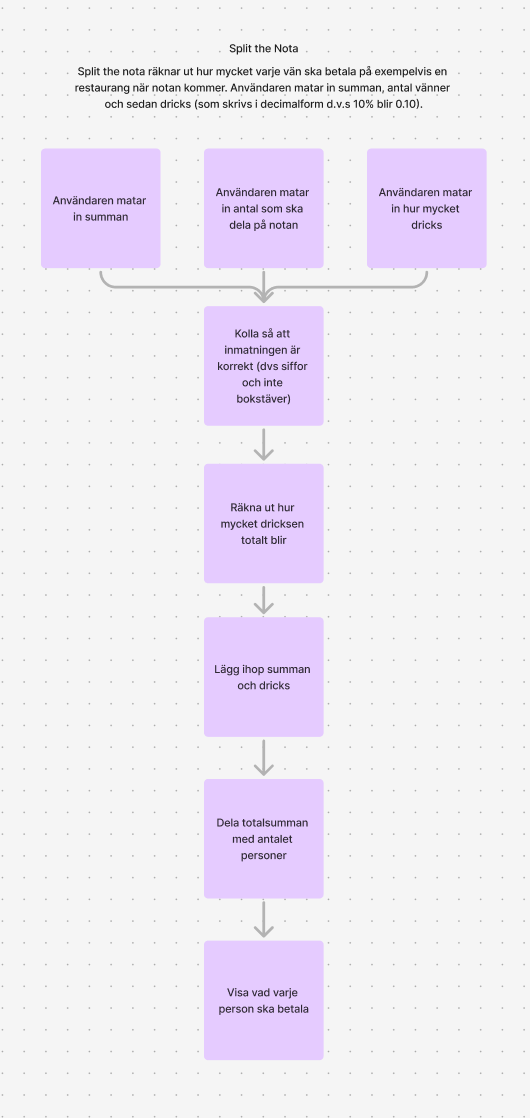 Split the Nota
Split the nota räknar ut hur mycket varje vän ska betala på exempelvis en
restaurang när notan kommer. Användaren matar in summan, antal vänner
och sedan dricks (som skrivs i decimalform d.v.s 10% blir 0.10).
Användaren matar
in summan
Användaren matar
in antal som ska
dela på notan
Användaren matar
in hur mycket
dricks
Kolla så att
inmatningen är
korrekt (dvs siffor
och inte
bokstäver)
Räkna ut hur
mycket dricksen
totalt blir
Lägg ihop summan
och dricks
Dela totalsumman
med antalet
personer
Visa vad varje
person ska betala